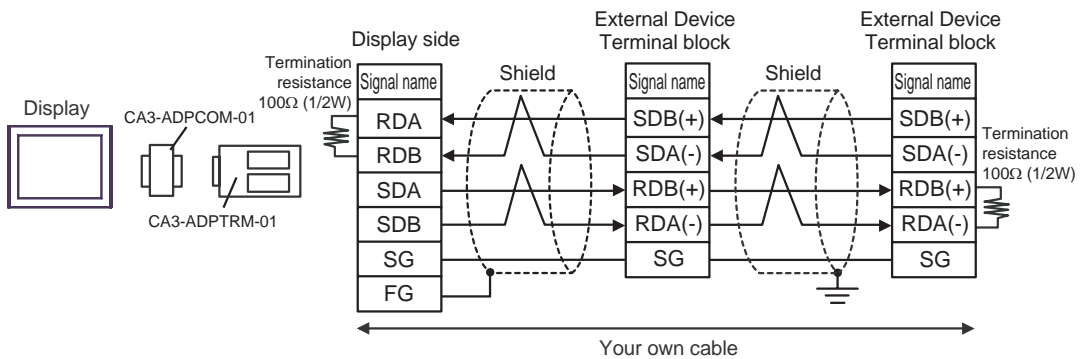 Display
CA3-ADPCOM-01
CA3-ADPTRM-01
Display side
Termination
resistance
100Ω (1/2W)
Signal name
RDA
RDB
SDA
SDB
SG
FG
Shield
External Device
Terminal block
Signal name
SDB(+)
SDA(-)
RDB(+)
RDA(-)
SG
Shield
External Device
Terminal block
Signal name
SDB(+)
SDA(-)
RDB(+)
RDA(-)
SG
Termination
resistance
100Ω (1/2W)
Your own cable